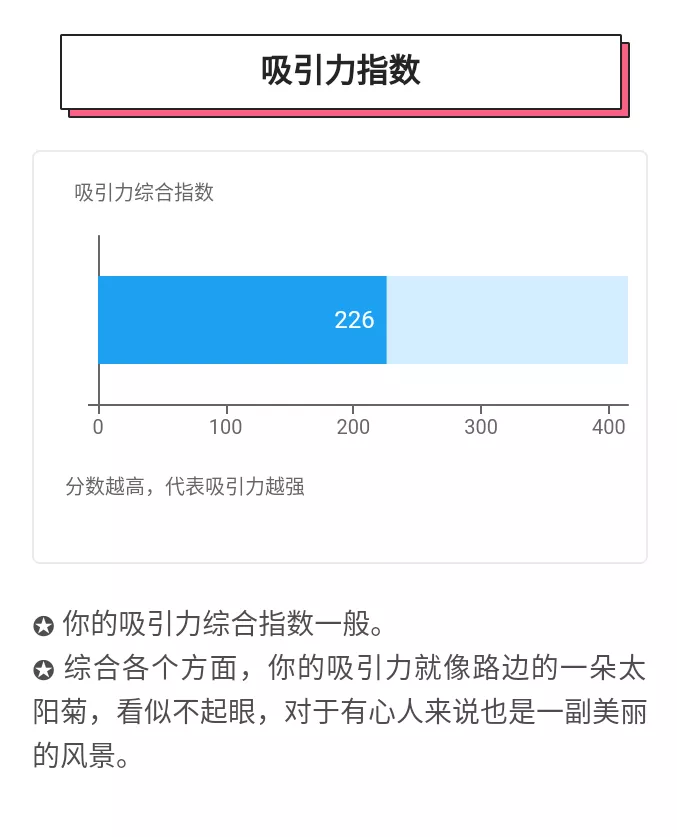 吸引力指数
吸引力综合指数
226
0 100 200 300 400
分数越高，代表吸引力越强
✪ 你的吸引力综合指数一般。
✪ 综合各个方面，你的吸引力就像路边的一朵太
阳菊，看似不起眼，对于有心人来说也是一副美丽
的风景。